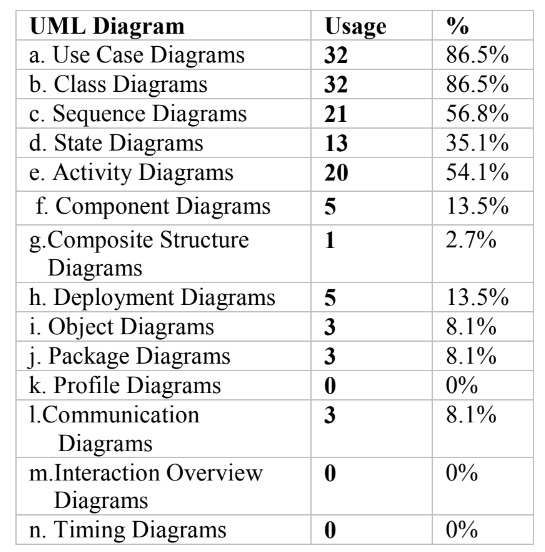 UML Diagram Usage %
a. Use Case Diagrams 32 86.5%
b. Class Diagrams 32 86.5%
c. Sequence Diagrams 21 56.8%
d. State Diagrams 13 35.1%
e. Activity Diagrams 20 54.1%
f. Component Diagrams 5 13.5%
g.Composite Structure 1 2.7%
Diagrams
h. Deployment Diagrams 5 13.5%
i. Object Diagrams 3 8.1%
j. Package Diagrams 3 8.1%
k. Profile Diagrams 0 0%
l.Communication 3 8.1%
Diagrams
m.Interaction Overview 0 0%
Diagrams
n. Timing Diagrams 0 0%